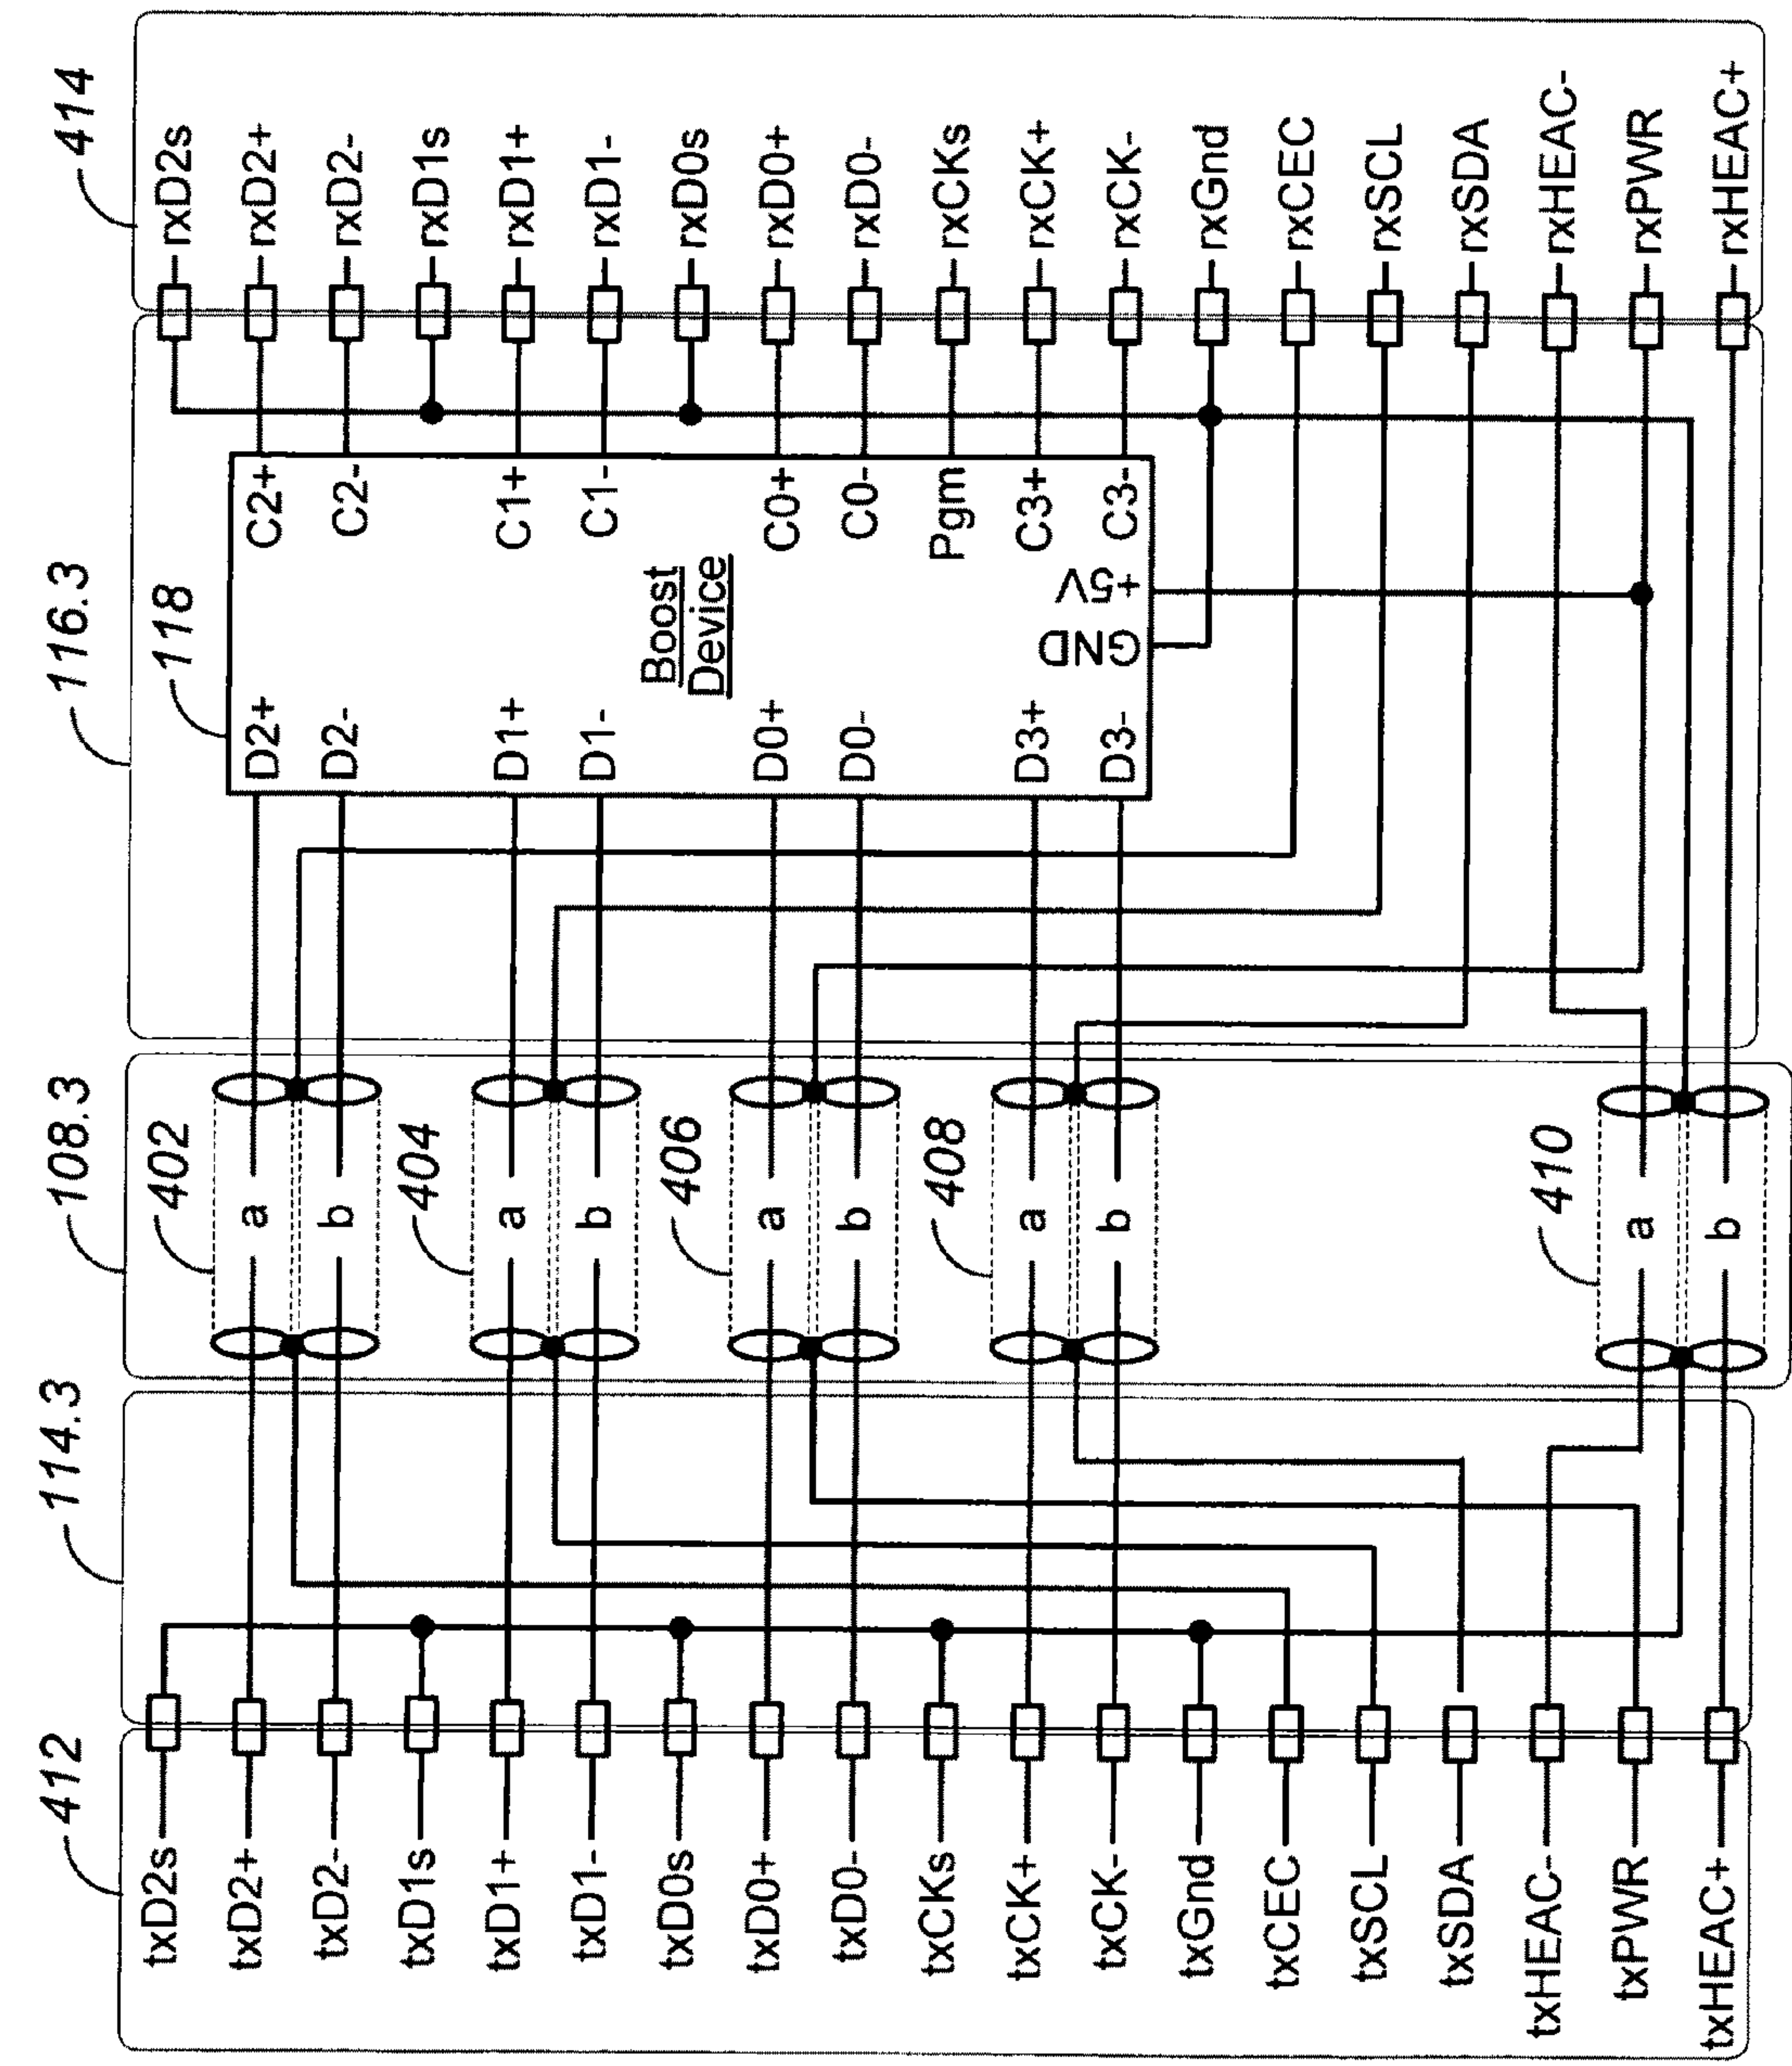 412
114.3
108.3
116.3
414
402
404
406
408
410
118
txD2s
txD2+
txD2-
txD1s
txD1+
txD1-
txD0s
txD0+
txD0-
txCKs
txCK+
txCK-
txGnd
txCEC
txSCL
txSDA
txHEAC-
txPWR
txHEAC+
a
b
a
b
a
b
a
b
a
b
D2+
D2-
D1+
D1-
D0+
D0-
D3+
D3-
Boost
Device
GND
+5V
C2+
C2-
C1+
C1-
C0+
C0-
Pgm
C3+
C3-
rxD2s
rxD2+
rxD2-
rxD1s
rxD1+
rxD1-
rxD0s
rxD0+
rxD0-
rxCKs
rxCK+
rxCK-
rxGnd
rxCEC
rxSCL
rxSDA
rxHEAC-
rxPWR
rxHEAC+